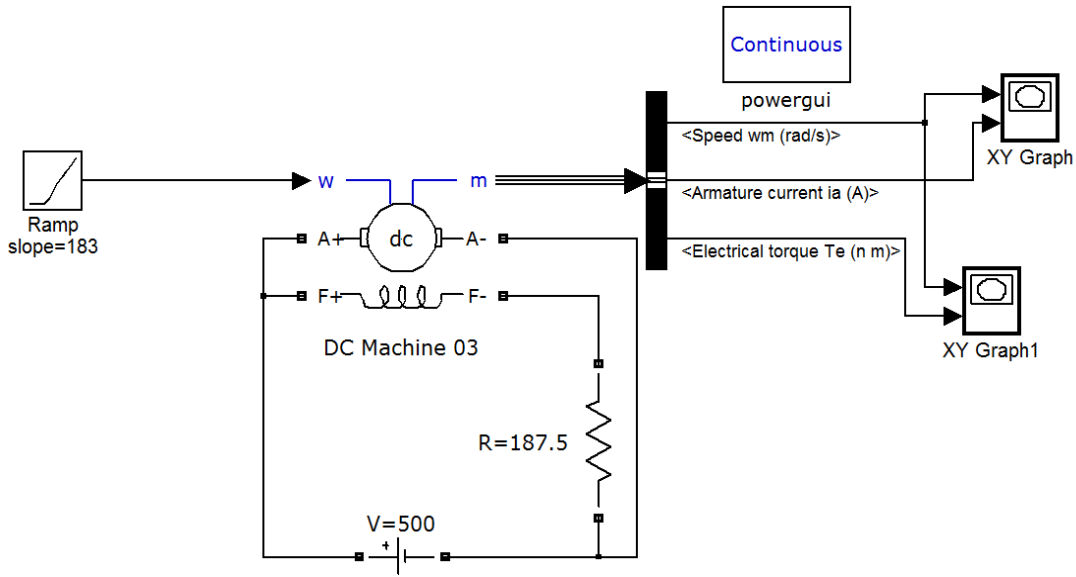 Continuous
powergui
<Speed wm (rad/s)>
XY Graph
w
m
<Armature current ia (A)>
Ramp
slope=183
A+
dc
A-
<Electrical torque Te (n m)>
F+
F-
DC Machine 03
XY Graph1
R=187.5
V=500
+